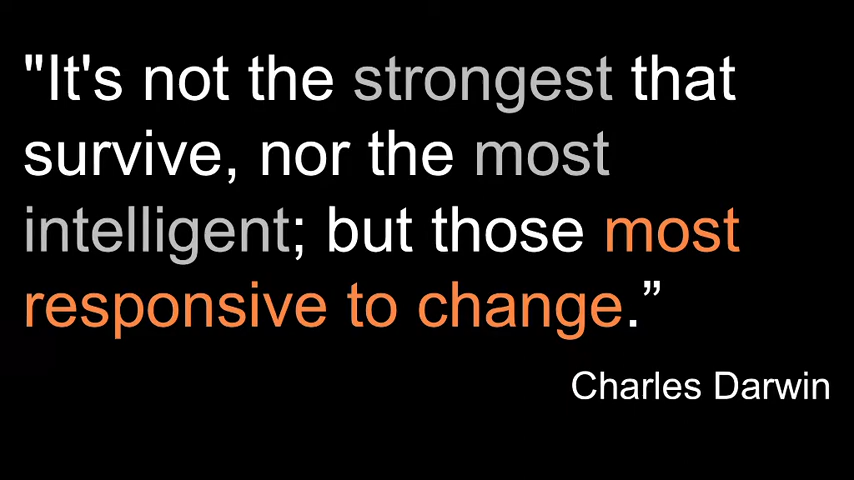 "It's not the strongest that
survive, nor the most
intelligent; but those most
responsive to change.”
Charles Darwin